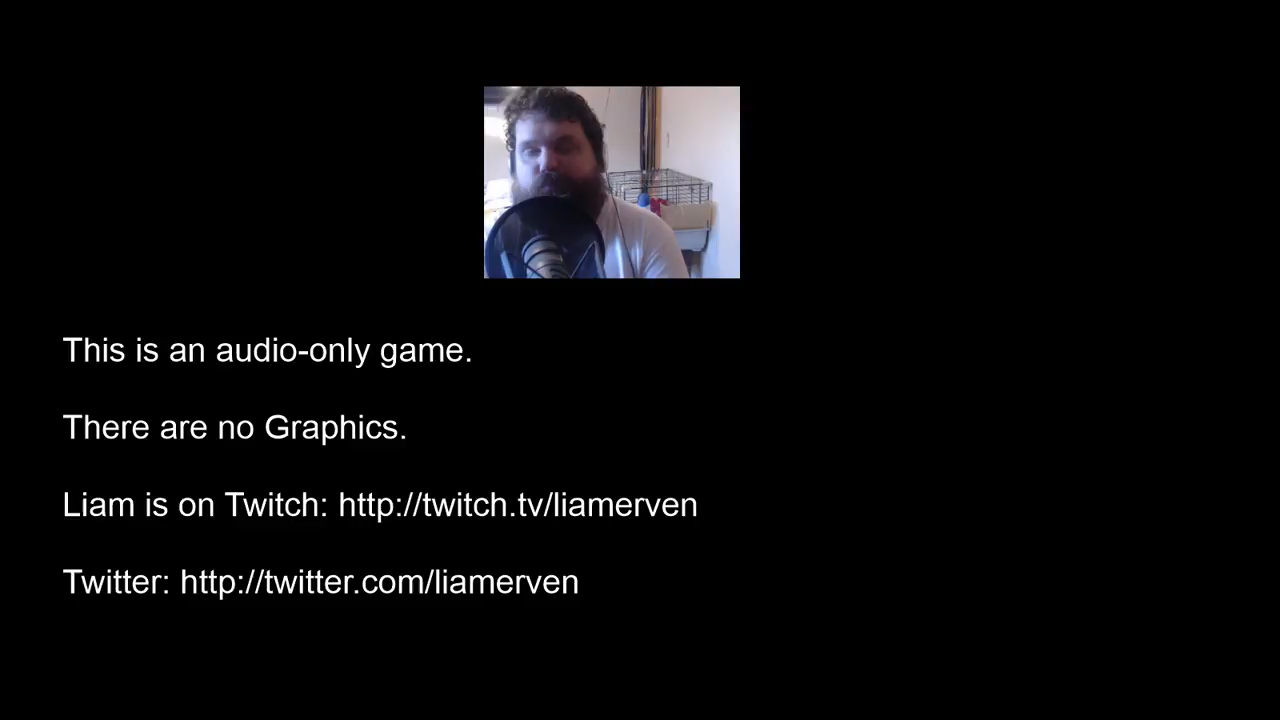 This is an audio-only game.
There are no Graphics.
Liam is on Twitch: http://twitch.tv/liamerven
Twitter: http://twitter.com/liamerven